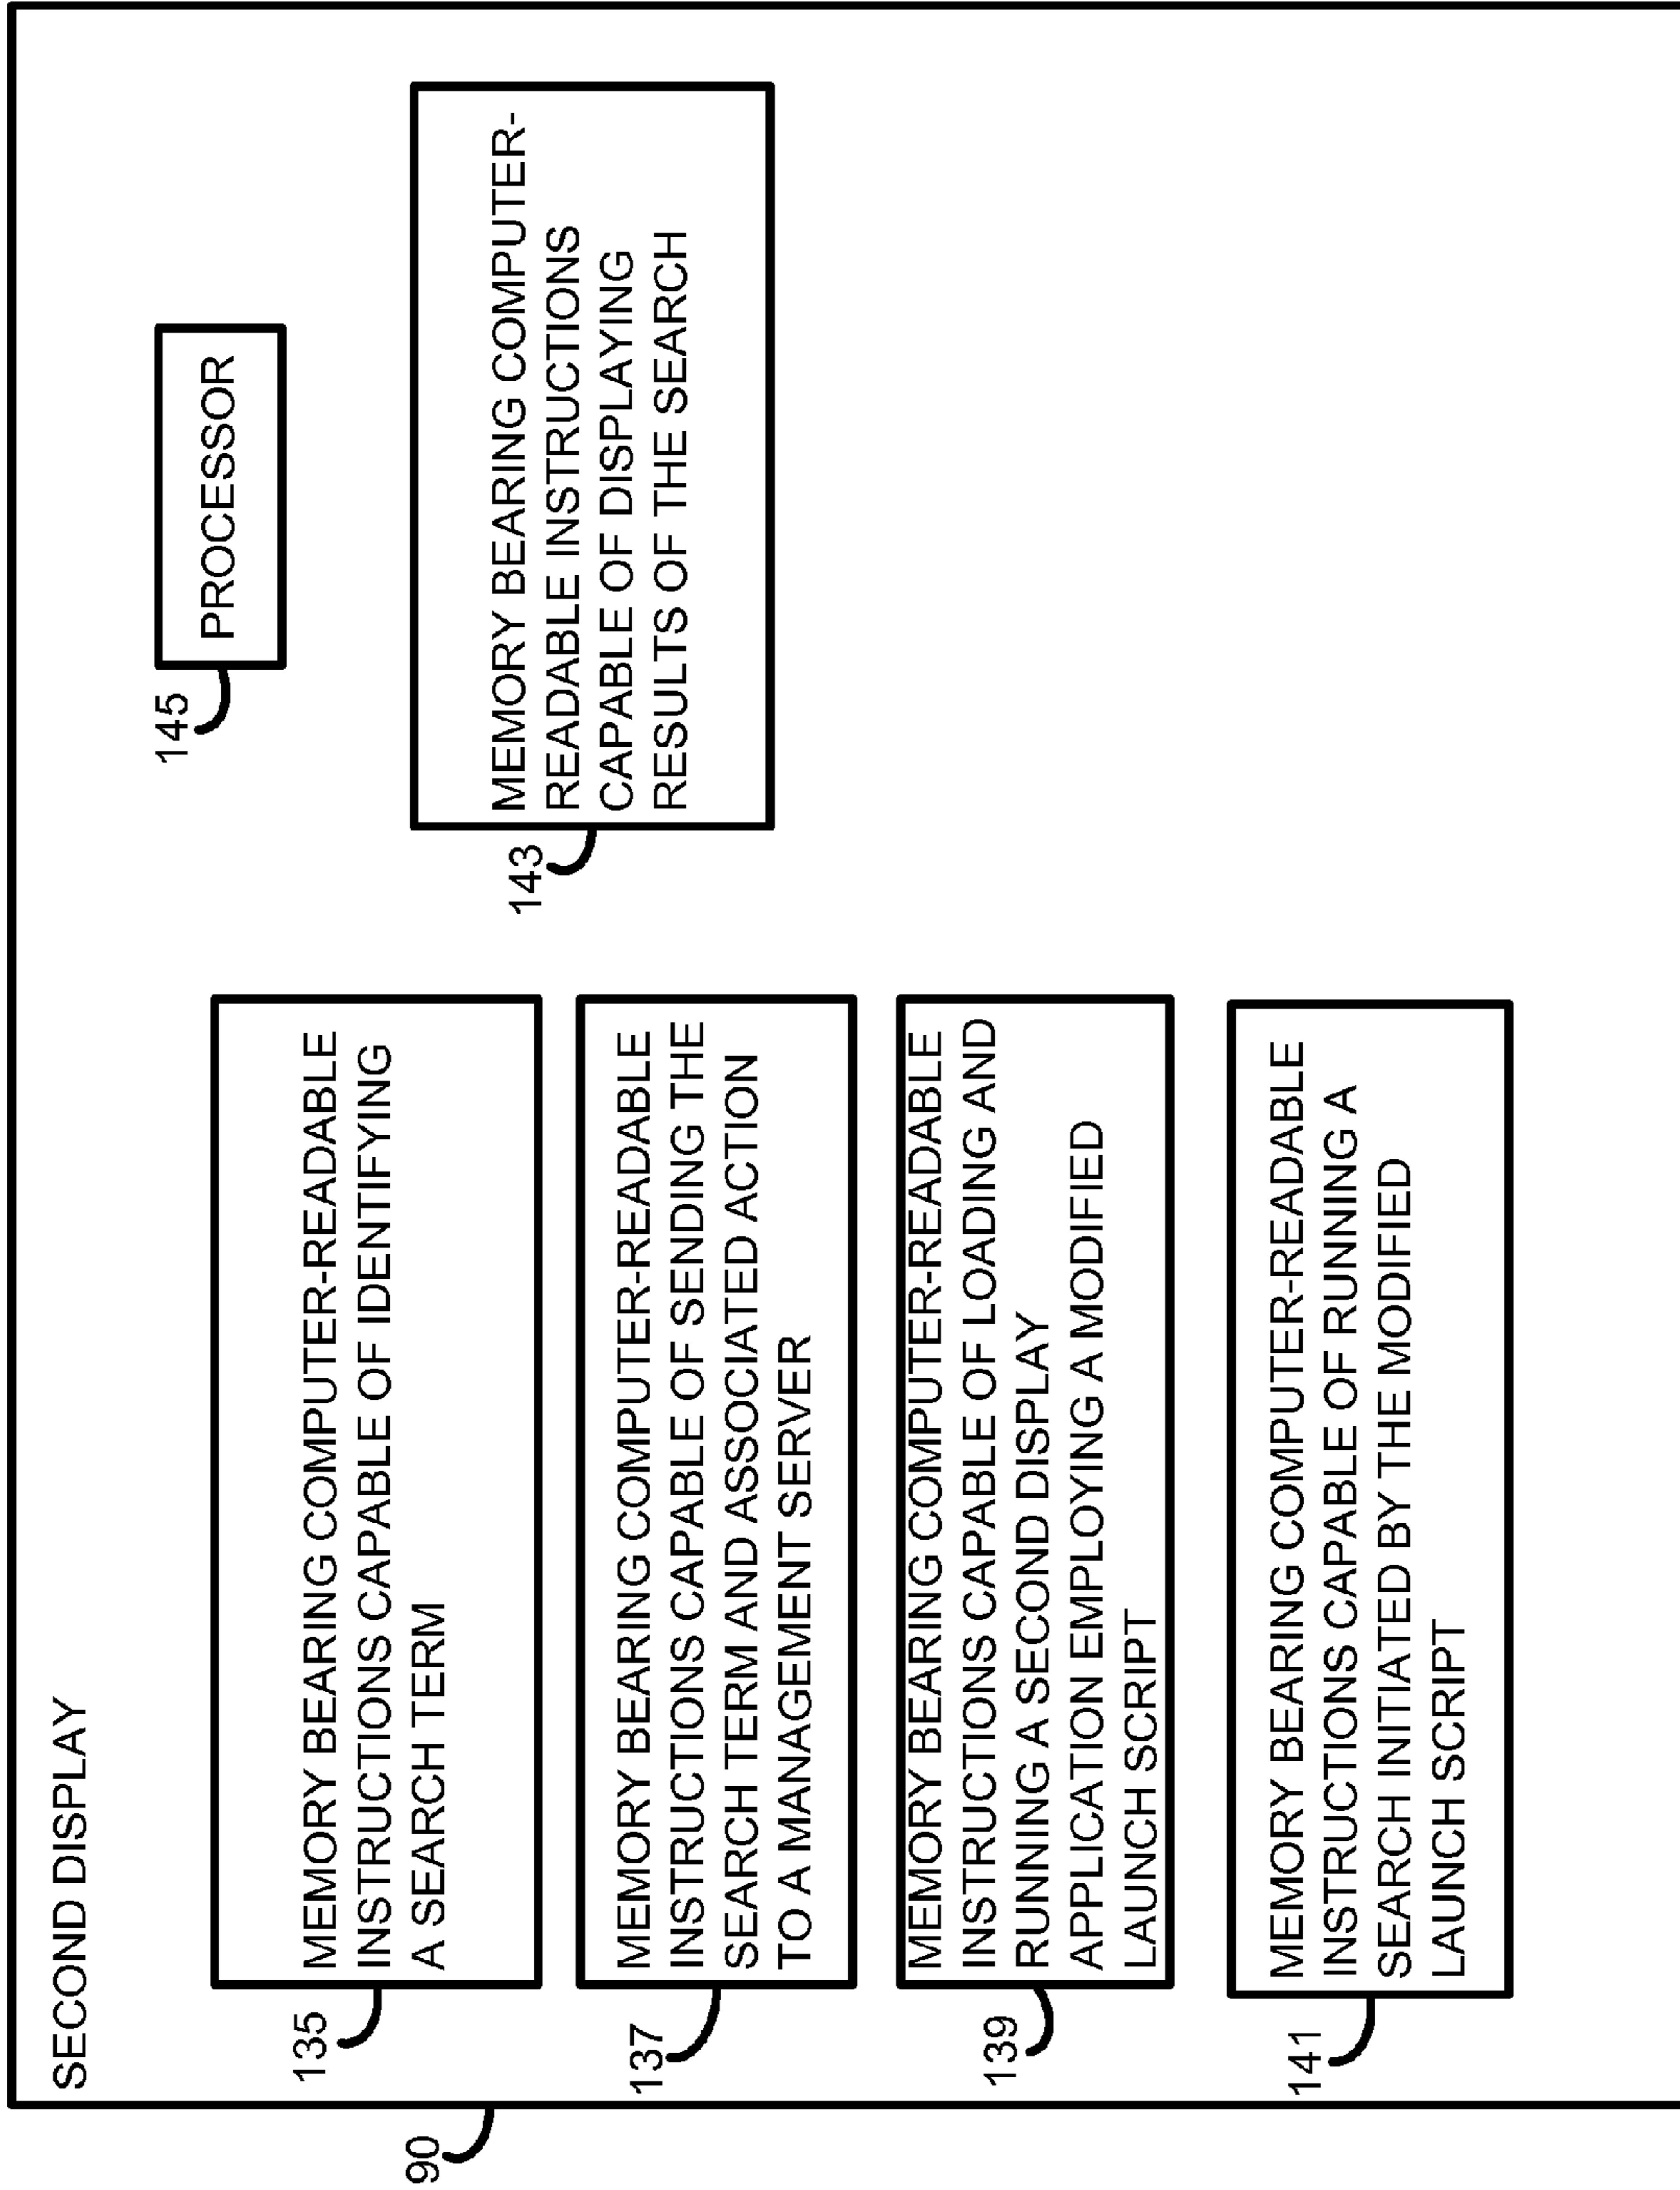 SECOND DISPLAY
90
135
MEMORY BEARING COMPUTER-READABLE
INSTRUCTIONS CAPABLE OF IDENTIFYING
A SEARCH TERM
137
MEMORY BEARING COMPUTER-READABLE
INSTRUCTIONS CAPABLE OF SENDING THE
SEARCH TERM AND ASSOCIATED ACTION
TO A MANAGEMENT SERVER
139
MEMORY BEARING COMPUTER-READABLE
INSTRUCTIONS CAPABLE OF LOADING AND
RUNNING A SECOND DISPLAY
APPLICATION EMPLOYING A MODIFIED
LAUNCH SCRIPT
141
MEMORY BEARING COMPUTER-READABLE
INSTRUCTIONS CAPABLE OF RUNNING A
SEARCH INITIATED BY THE MODIFIED
LAUNCH SCRIPT
145
PROCESSOR
143
MEMORY BEARING COMPUTER-
READABLE INSTRUCTIONS
CAPABLE OF DISPLAYING
RESULTS OF THE SEARCH